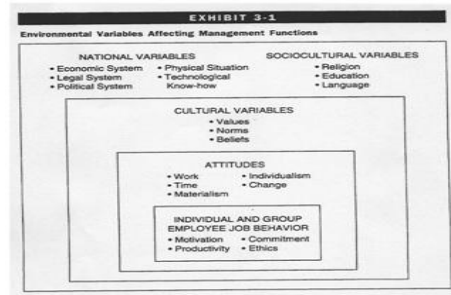 EXHIBIT 3-1
Environmental Variables Affecting Management Functions
NATIONAL VARIABLES
• Economic System • Physical Situation
• Legal System • Technological
• Political System Know-how
SOCIOCULTURAL VARIABLES
• Religion
• Education
• Language
CULTURAL VARIABLES
• Values
• Norms
• Beliefs
ATTITUDES
• Work • Individualism
• Time • Change
• Materialism
INDIVIDUAL AND GROUP
EMPLOYEE JOB BEHAVIOR
• Motivation • Commitment
• Productivity • Ethics